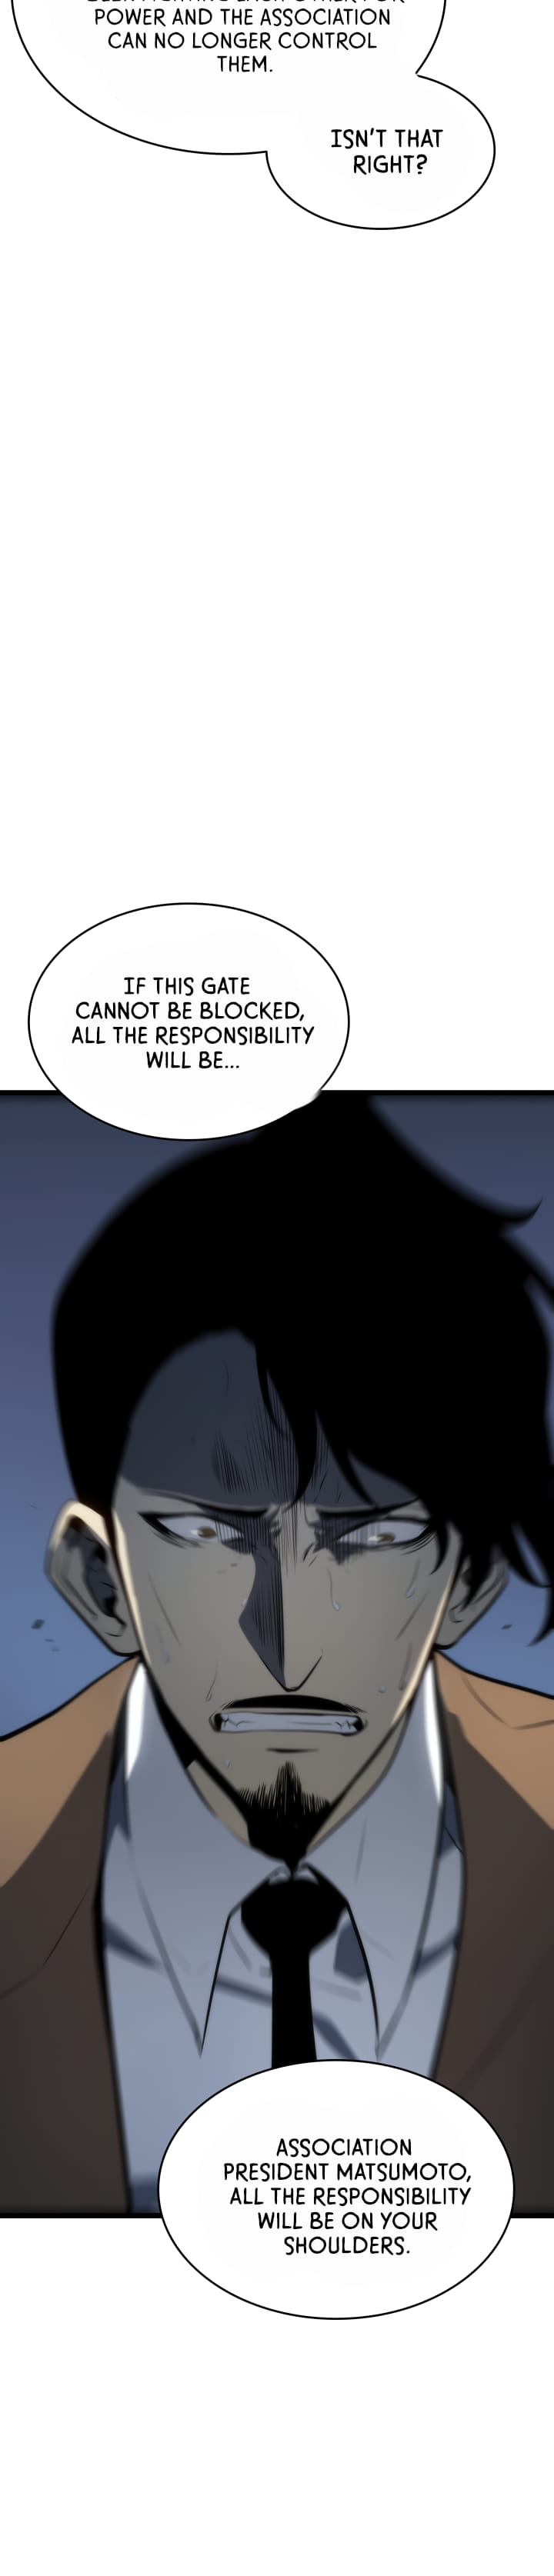 POWER AND THE ASSOCIATION
CAN NO LONGER CONTROL
THEM.
ISN'T THAT
RIGHT?
IF THIS GATE
CANNOT BE BLOCKED,
ALL THE RESPONSIBILITY
WILL BE...
ASSOCIATION
PRESIDENT MATSUMOTO,
ALL THE RESPONSIBILITY
WILL BE ON YOUR
SHOULDERS.